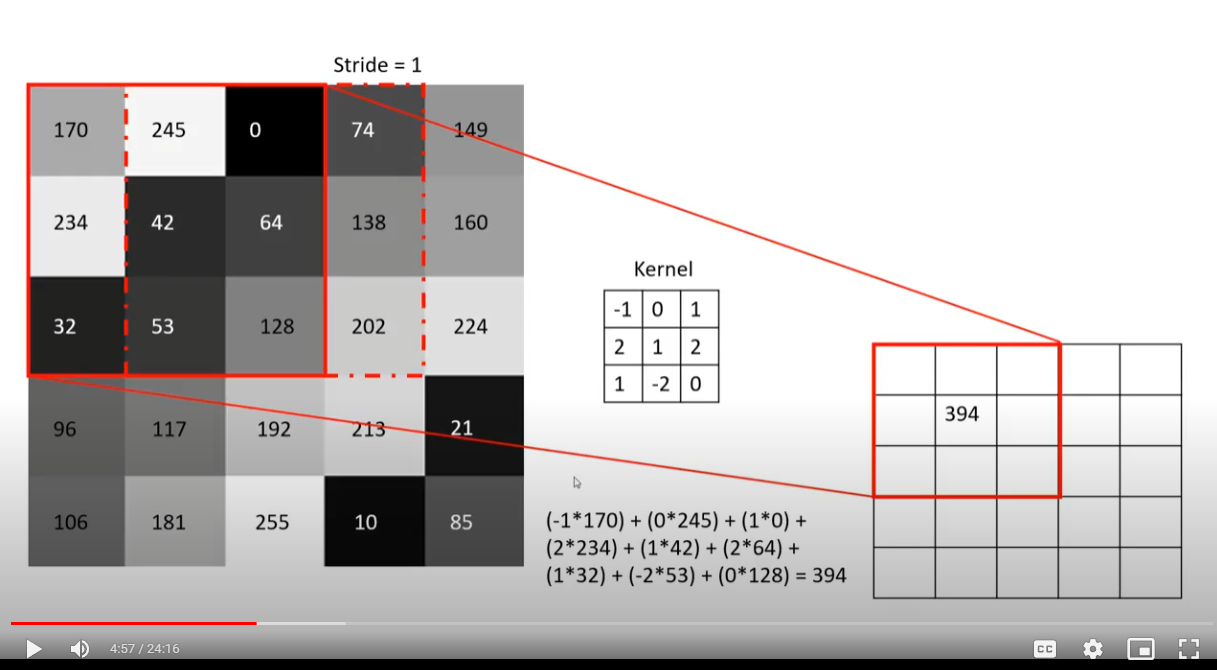 Stride = 1
170 245 0 74 149
234 42 64 138 160
32 53 128 202 224
96 117 192 213 21
106 181 255 10 85
Kernel
-1 0 1
2 1 2
1 -2 0
394
(-1*170) + (0*245) + (1*0) +
(2*234) + (1*42) + (2*64) +
(1*32) + (-2*53) + (0*128) = 394
4:57 / 24:16
CC